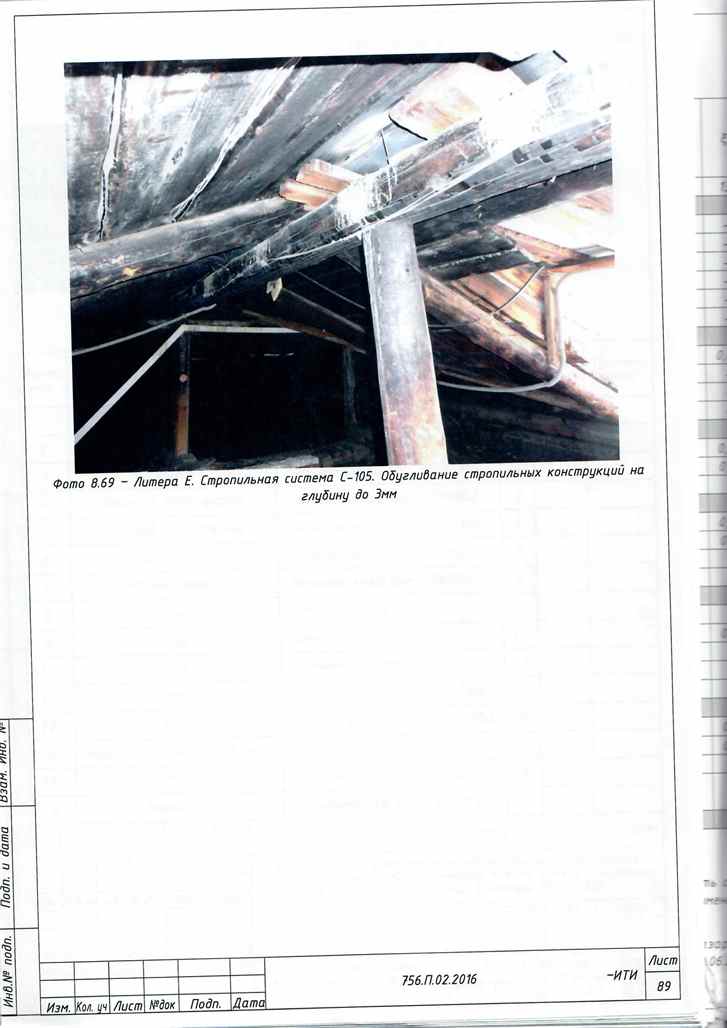 Фото 8.69 – Литера Е. Стропильная система С-105. Обугливание стропильных конструкций на
глубину до 3мм
Взам. инв. №
Подп. и дата
Инв.№ подп.
Изм. Кол. уч Лист №док Подп. Дата
756.П.02.2016
-ИТИ
Лист
89